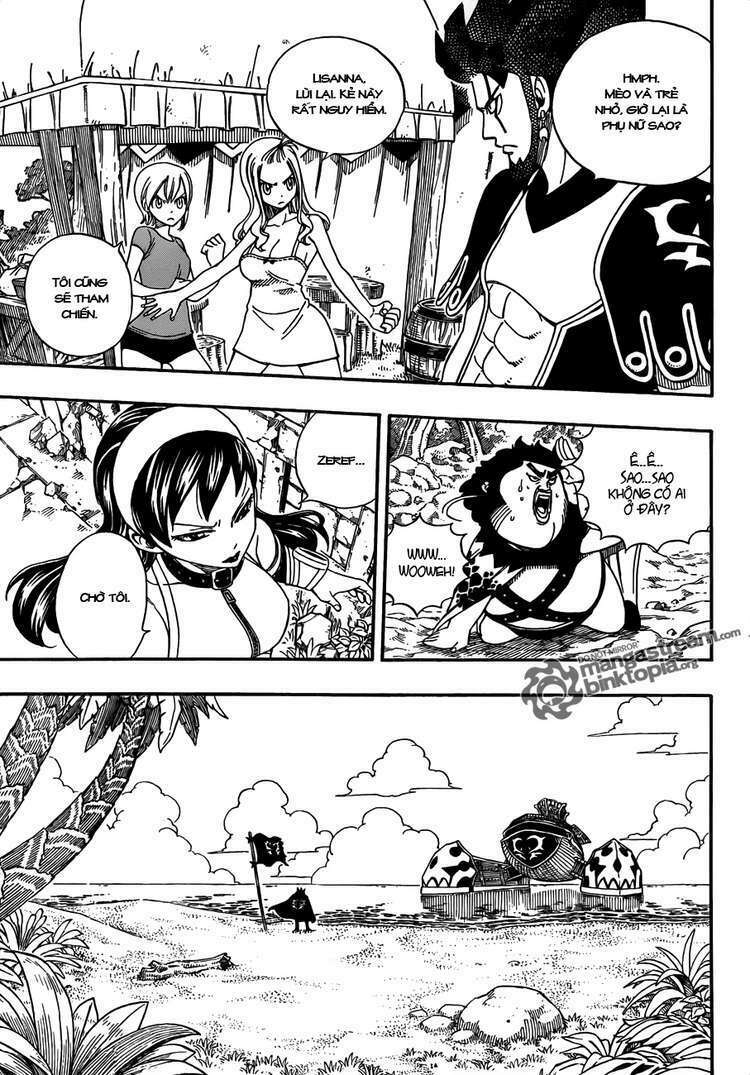 HMPH.
MÈO VÀ TRẺ
NHỎ, GIỜ LẠI LÀ
PHỤ NỮ SAO?
LISANNA,
LÙI LẠI. KẺ NÀY
RẤT NGUY HIỂM.
TÔI CŨNG
SẼ THAM
CHIẾN.
Ê...Ê...
SAO...SAO
KHÔNG CÓ AI
Ở ĐÂY?
WWW...
WOOWEH!
ZEREF...
CHỜ TÔI.
DO NOT MIRROR
mangastream.com
binktopia.org